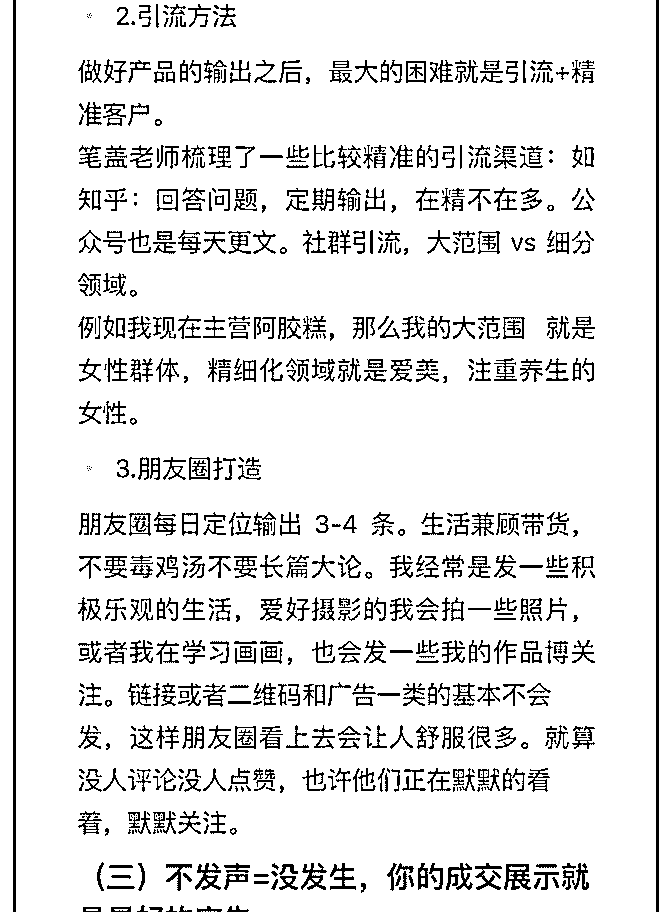 2.引流方法
做好产品的输出之后，最大的困难就是引流+精
准客户。
笔盖老师梳理了一些比较精准的引流渠道：如
知乎：回答问题，定期输出，在精不在多。公
众号也是每天更文。社群引流，大范围 vs 细分
领域。
例如我现在主营阿胶糕，那么我的大范围 就是
女性群体，精细化领域就是爱美，注重养生的
女性。
3.朋友圈打造
朋友圈每日定位输出 3-4 条。生活兼顾带货，
不要毒鸡汤不要长篇大论。我经常是发一些积
极乐观的生活，爱好摄影的我会拍一些照片，
或者我在学习画画，也会发一些我的作品博关
注。链接或者二维码和广告一类的基本不会
发，这样朋友圈看上去会让人舒服很多。就算
没人评论没人点赞，也许他们正在默默的看
着，默默关注。
（三）不发声=没发生，你的成交展示就